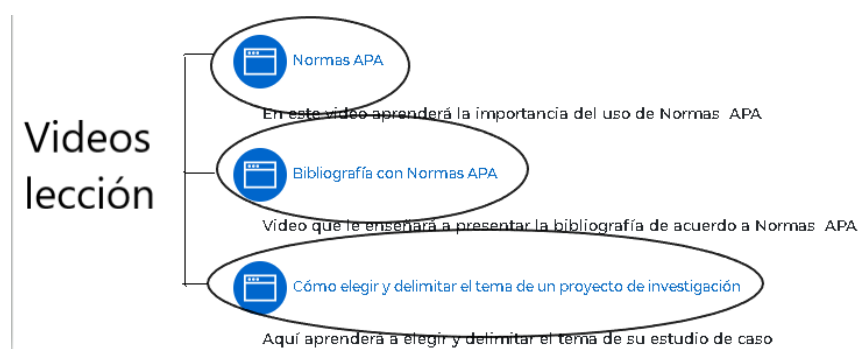 Videos
lección
Normas APA
En este video aprenderá la importancia del uso de Normas APA
Bibliografía con Normas APA
Video que le enseñará a presentar la bibliografía de acuerdo a Normas APA
Cómo elegir y delimitar el tema de un proyecto de investigación
Aquí aprenderá a elegir y delimitar el tema de su estudio de caso